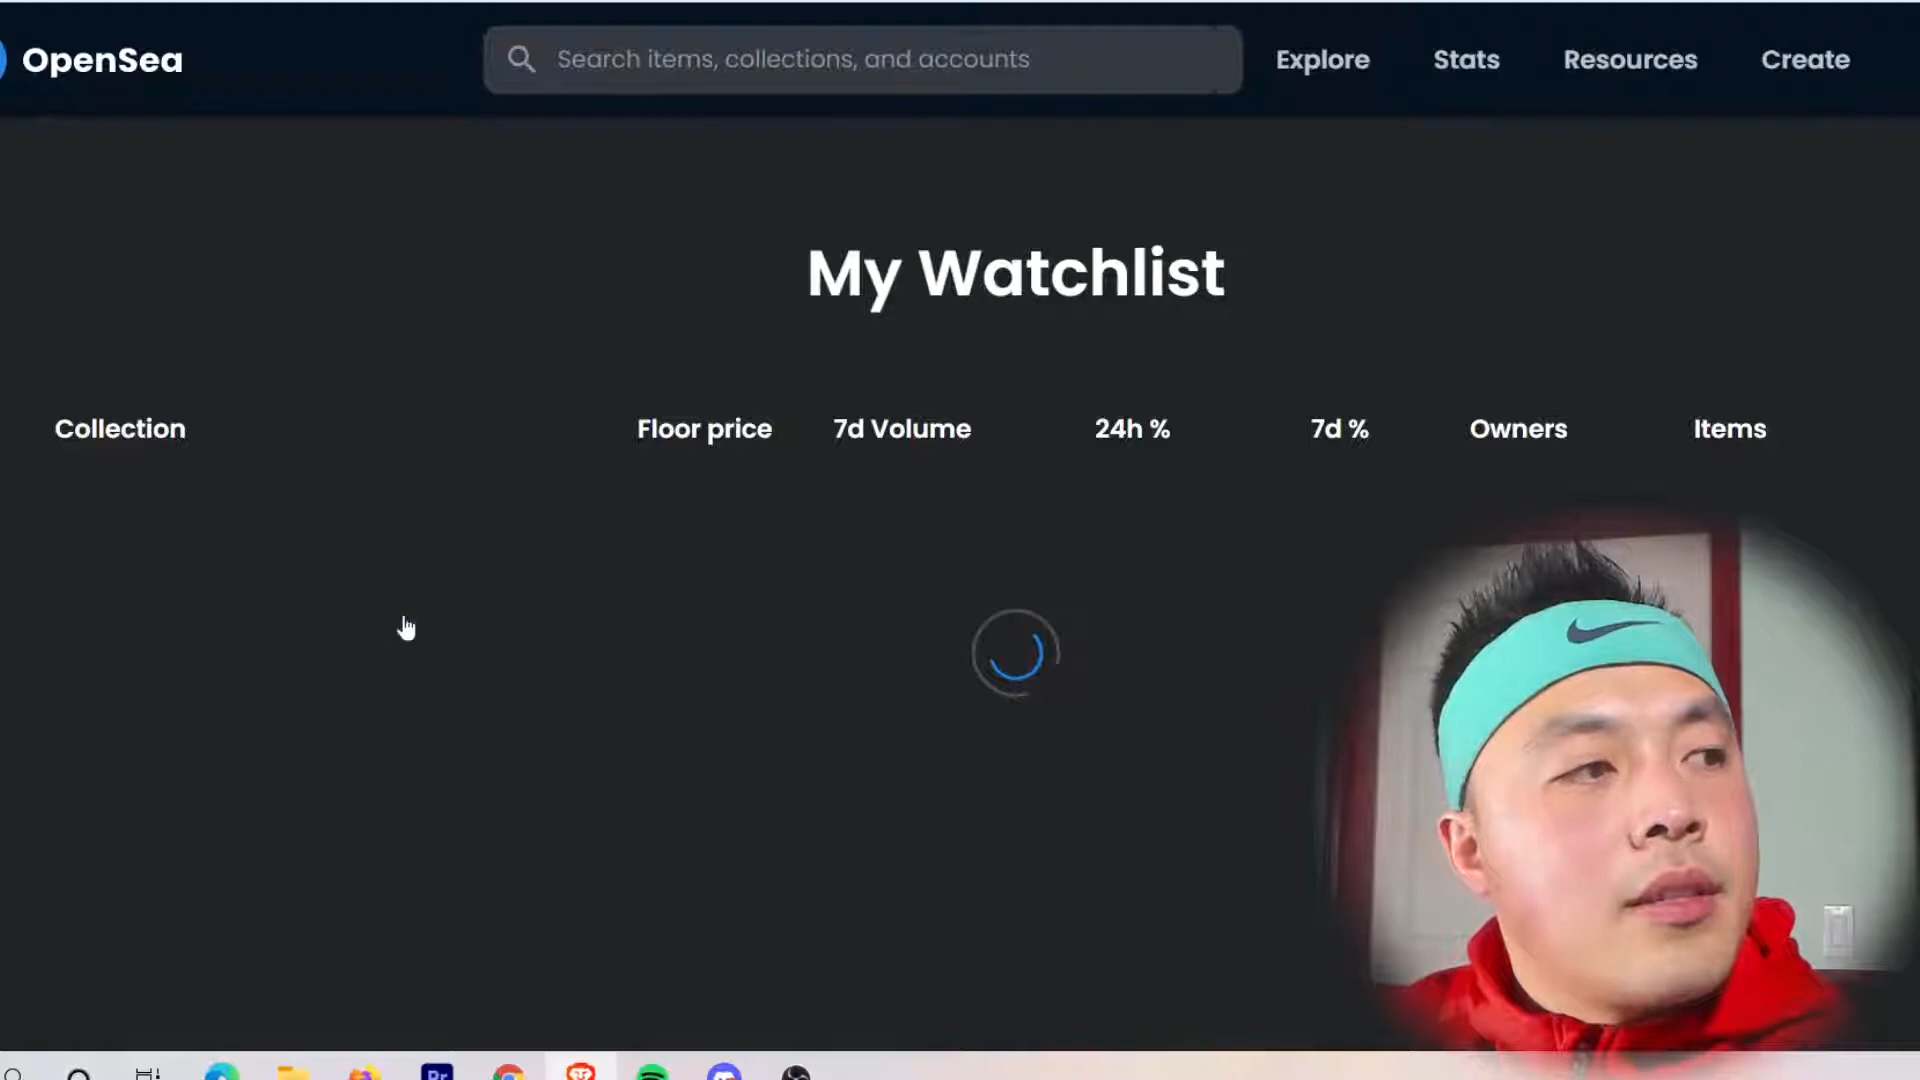 OpenSea
Search items, collections, and accounts
Explore
Stats
Resources
Create
My Watchlist
Collection
Floor price
7d Volume
24h %
7d %
Owners
Items
Pr